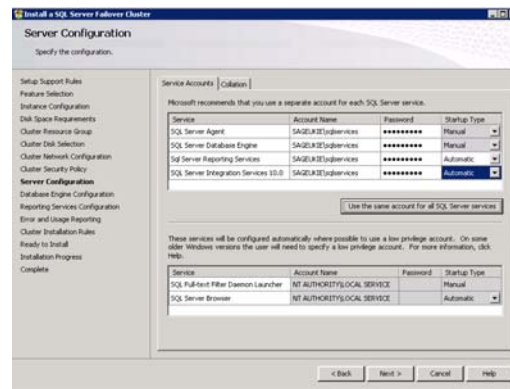 Install a SQL Server Failover Cluster
Server Configuration
Specify the configuration.
Setup Support Rules
Feature Selection
Instance Configuration
Disk Space Requirements
Cluster Resource Group
Cluster Disk Selection
Cluster Network Configuration
Cluster Security Policy
Server Configuration
Database Engine Configuration
Reporting Services Configuration
Error and Usage Reporting
Cluster Installation Rules
Ready to Install
Installation Progress
Complete
Service Accounts Collation
Microsoft recommends that you use a separate account for each SQL Server service.
Service Account Name Password Startup Type
SQL Server Agent SAGEUKIE\sqlservices ●●●●●●●●● Manual
SQL Server Database Engine SAGEUKIE\sqlservices ●●●●●●●●● Manual
Sql Server Reporting Services SAGEUKIE\sqlservices ●●●●●●●●● Automatic
SQL Server Integration Services 10.0 SAGEUKIE\sqlservices ●●●●●●●●● Automatic
Use the same account for all SQL Server services
These services will be configured automatically where possible to use a low privilege account. On some
older Windows versions the user will need to specify a low privilege account. For more information, click
Help.
Service Account Name Password Startup Type
SQL Full-text Filter Daemon Launcher NT AUTHORITY\LOCAL SERVICE Manual
SQL Server Browser NT AUTHORITY\LOCAL SERVICE Automatic
< Back Next > Cancel Help